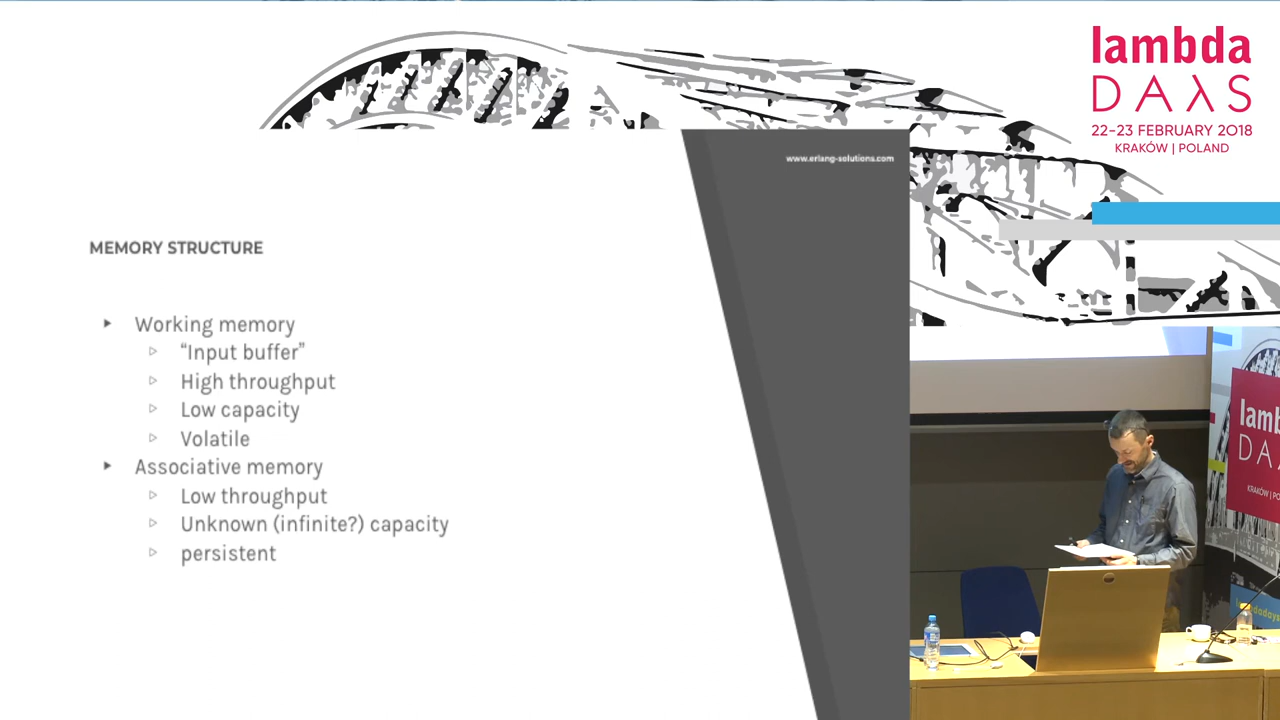 lambda
DAλS
22-23 FEBRUARY 2018
KRAKÓW | POLAND
www.erlang-solutions.com
MEMORY STRUCTURE
Working memory
“Input buffer”
High throughput
Low capacity
Volatile
Associative memory
Low throughput
Unknown (infinite?) capacity
persistent